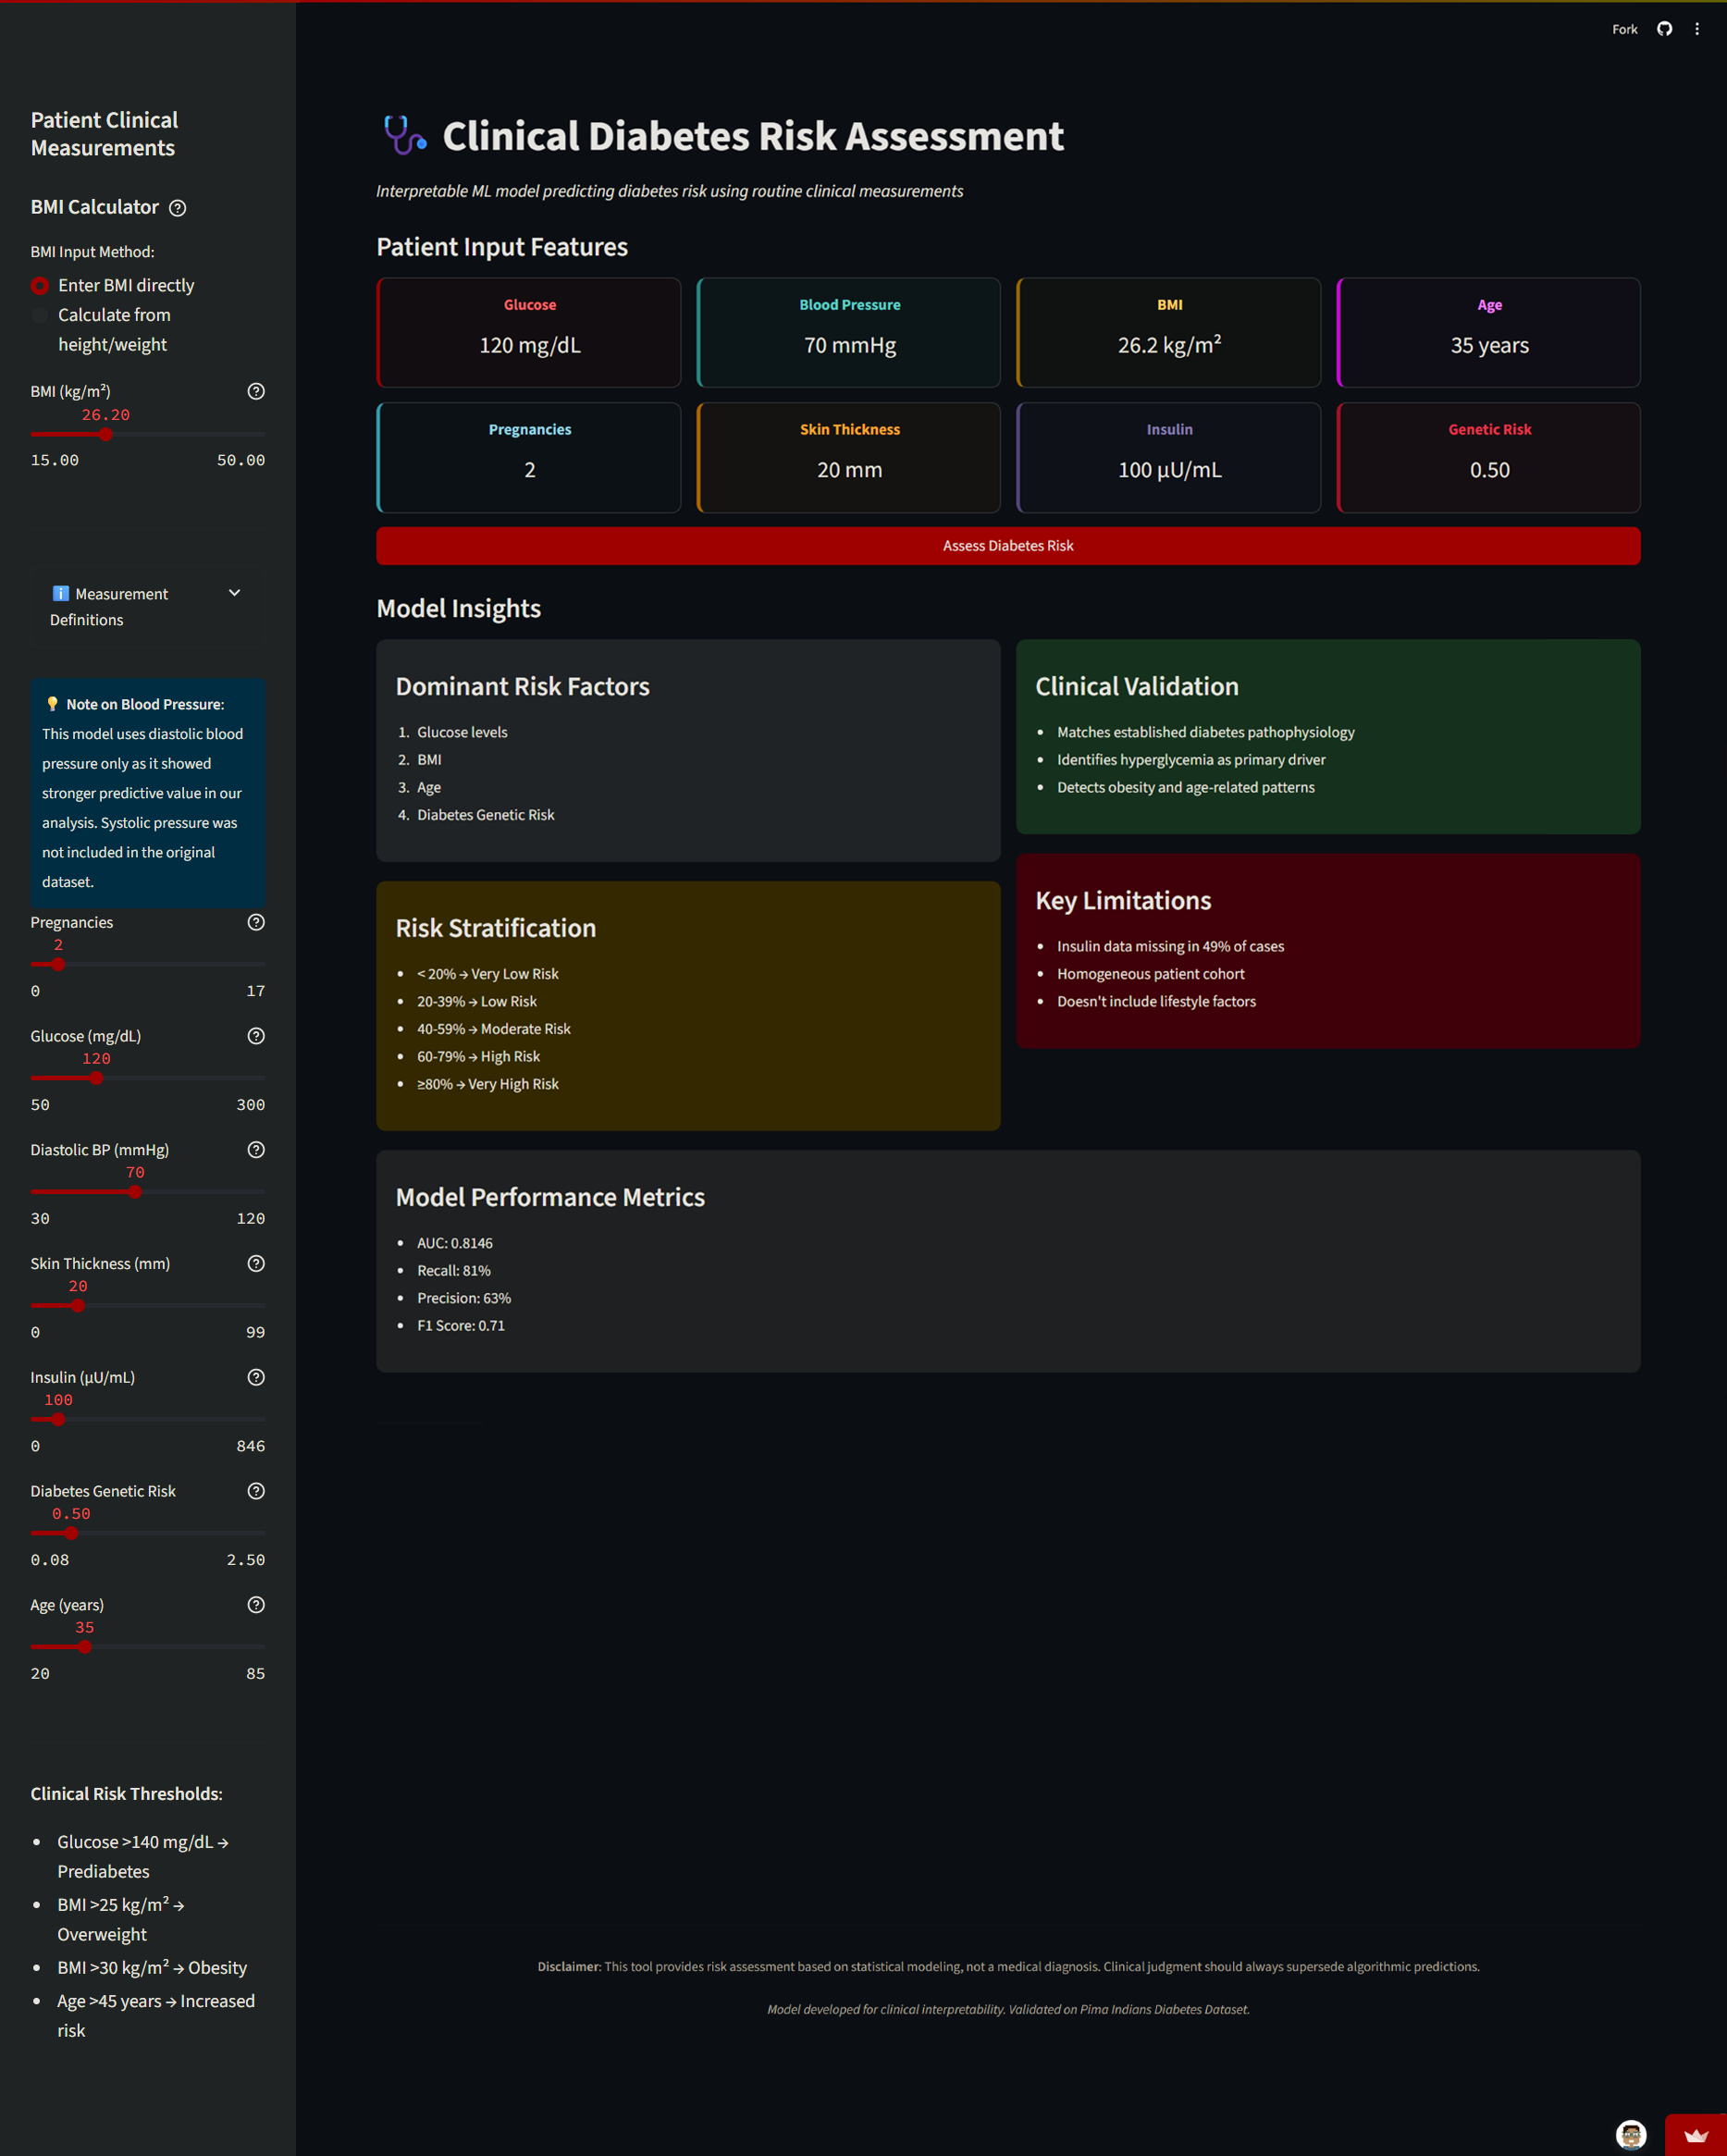 Fork
Patient Clinical
Measurements
BMI Calculator
BMI Input Method:
Enter BMI directly
Calculate from
height/weight
BMI (kg/m²)
26.20
15.00 50.00
ℹ️ Measurement
Definitions
💡 Note on Blood Pressure:
This model uses diastolic blood
pressure only as it showed
stronger predictive value in our
analysis. Systolic pressure was
not included in the original
dataset.
Pregnancies
2
0 17
Glucose (mg/dL)
120
50 300
Diastolic BP (mmHg)
70
30 120
Skin Thickness (mm)
20
0 99
Insulin (μU/mL)
100
0 846
Diabetes Genetic Risk
0.50
0.08 2.50
Age (years)
35
20 85
Clinical Risk Thresholds:
• Glucose >140 mg/dL →
Prediabetes
• BMI >25 kg/m² →
Overweight
• BMI >30 kg/m² → Obesity
• Age >45 years → Increased
risk
🩺 Clinical Diabetes Risk Assessment
Interpretable ML model predicting diabetes risk using routine clinical measurements
Patient Input Features
Glucose
120 mg/dL
Blood Pressure
70 mmHg
BMI
26.2 kg/m²
Age
35 years
Pregnancies
2
Skin Thickness
20 mm
Insulin
100 μU/mL
Genetic Risk
0.50
Assess Diabetes Risk
Model Insights
Dominant Risk Factors
1. Glucose levels
2. BMI
3. Age
4. Diabetes Genetic Risk
Risk Stratification
• < 20% → Very Low Risk
• 20-39% → Low Risk
• 40-59% → Moderate Risk
• 60-79% → High Risk
• ≥80% → Very High Risk
Clinical Validation
• Matches established diabetes pathophysiology
• Identifies hyperglycemia as primary driver
• Detects obesity and age-related patterns
Key Limitations
• Insulin data missing in 49% of cases
• Homogeneous patient cohort
• Doesn't include lifestyle factors
Model Performance Metrics
• AUC: 0.8146
• Recall: 81%
• Precision: 63%
• F1 Score: 0.71
Disclaimer: This tool provides risk assessment based on statistical modeling, not a medical diagnosis. Clinical judgment should always supersede algorithmic predictions.
Model developed for clinical interpretability. Validated on Pima Indians Diabetes Dataset.